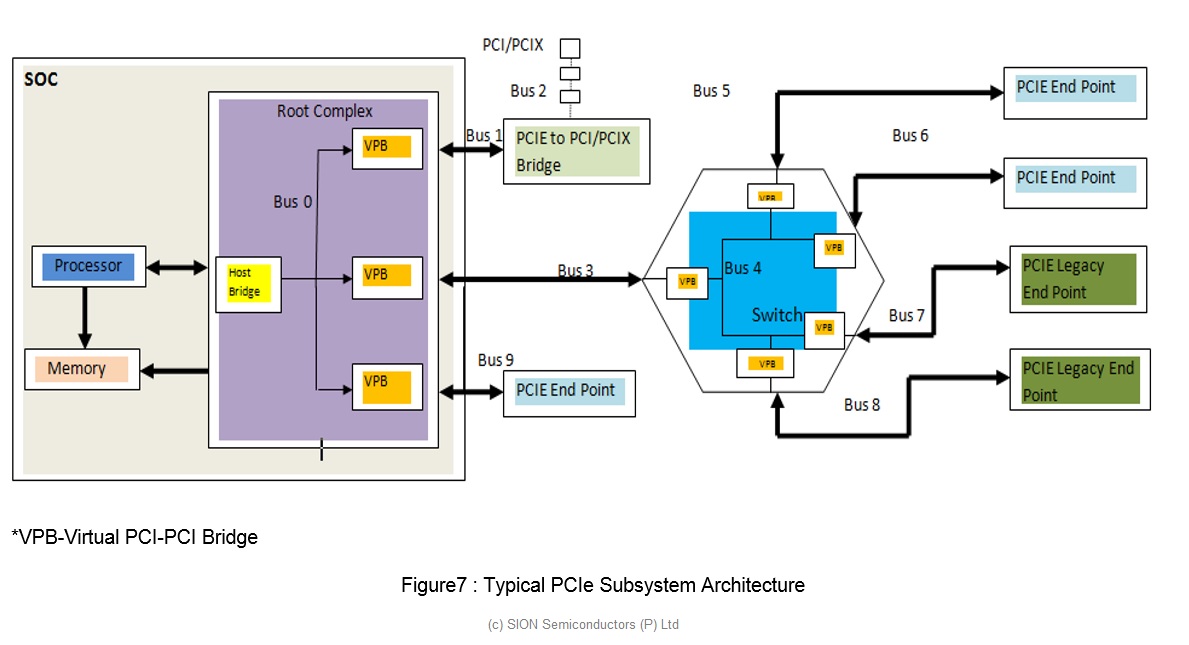 PCI/PCIX
SOC
Bus 2
Bus 5
PCIE End Point
Root Complex
Bus 1
PCIE to PCI/PCIX
Bridge
VPB
Bus 6
PCIE End Point
Bus 0
VPB
VPB
Processor
Host
Bridge
VPB
Bus 3
VPB
Bus 4
PCIE Legacy
End Point
Switch
VPB
Bus 7
Memory
VPB
Bus 9
PCIE End Point
VPB
PCIE Legacy End
Point
Bus 8
*VPB-Virtual PCI-PCI Bridge
Figure7 : Typical PCIe Subsystem Architecture
(c) SION Semiconductors (P) Ltd